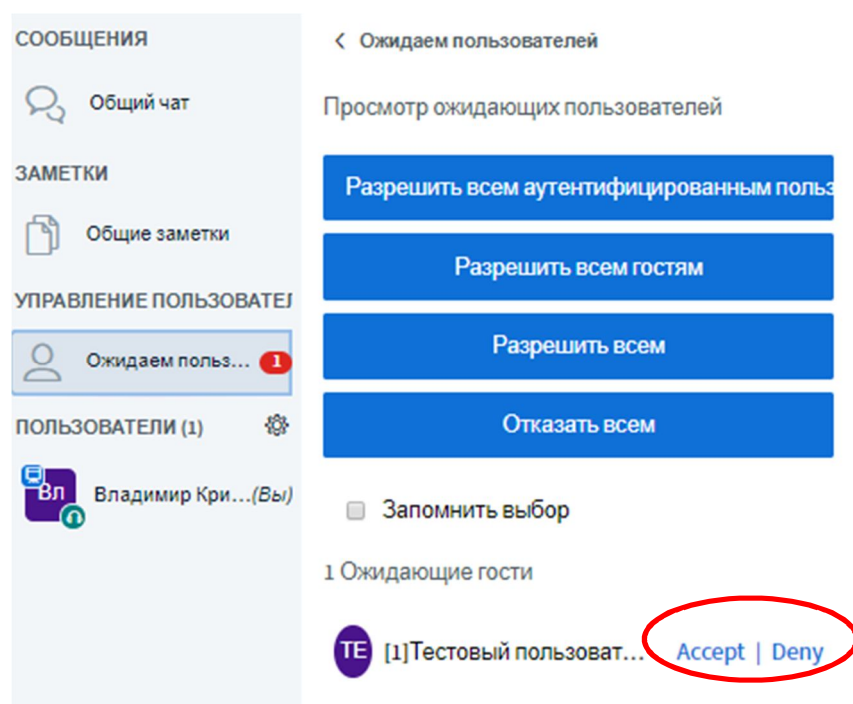 СООБЩЕНИЯ
Общий чат
ЗАМЕТКИ
Общие заметки
УПРАВЛЕНИЕ ПОЛЬЗОВАТЕЛ
Ожидаем польз... 1
ПОЛЬЗОВАТЕЛИ (1)
Вл Владимир Кри...(Вы)
Ожидаем пользователей
Просмотр ожидающих пользователей
Разрешить всем аутентифицированным польз
Разрешить всем гостям
Разрешить всем
Отказать всем
Запомнить выбор
1 Ожидающие гости
TE [1]Тестовый пользоват... Accept | Deny